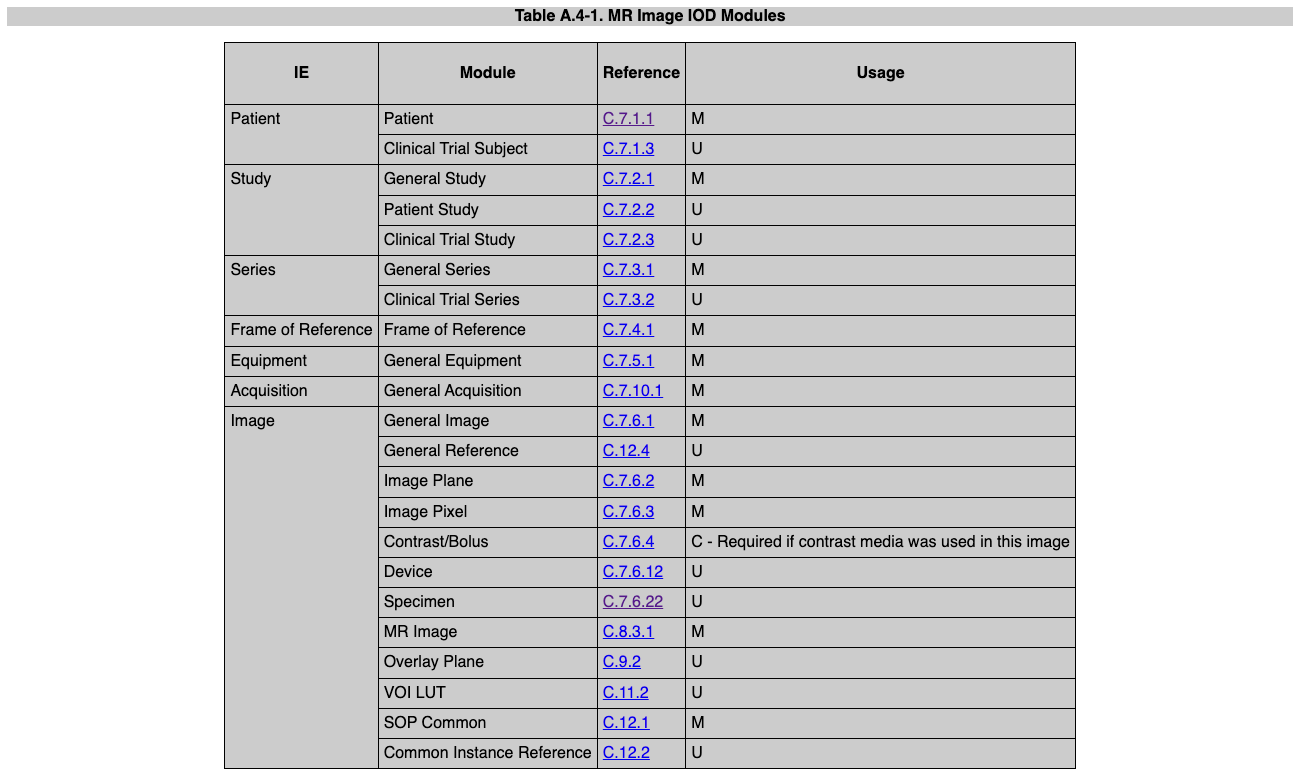 Table A.4-1. MR Image IOD Modules
IE Module Reference Usage
Patient Patient C.7.1.1 M
Clinical Trial Subject C.7.1.3 U
Study General Study C.7.2.1 M
Patient Study C.7.2.2 U
Clinical Trial Study C.7.2.3 U
Series General Series C.7.3.1 M
Clinical Trial Series C.7.3.2 U
Frame of Reference Frame of Reference C.7.4.1 M
Equipment General Equipment C.7.5.1 M
Acquisition General Acquisition C.7.10.1 M
Image General Image C.7.6.1 M
General Reference C.12.4 U
Image Plane C.7.6.2 M
Image Pixel C.7.6.3 M
Contrast/Bolus C.7.6.4 C - Required if contrast media was used in this image
Device C.7.6.12 U
Specimen C.7.6.22 U
MR Image C.8.3.1 M
Overlay Plane C.9.2 U
VOI LUT C.11.2 U
SOP Common C.12.1 M
Common Instance Reference C.12.2 U